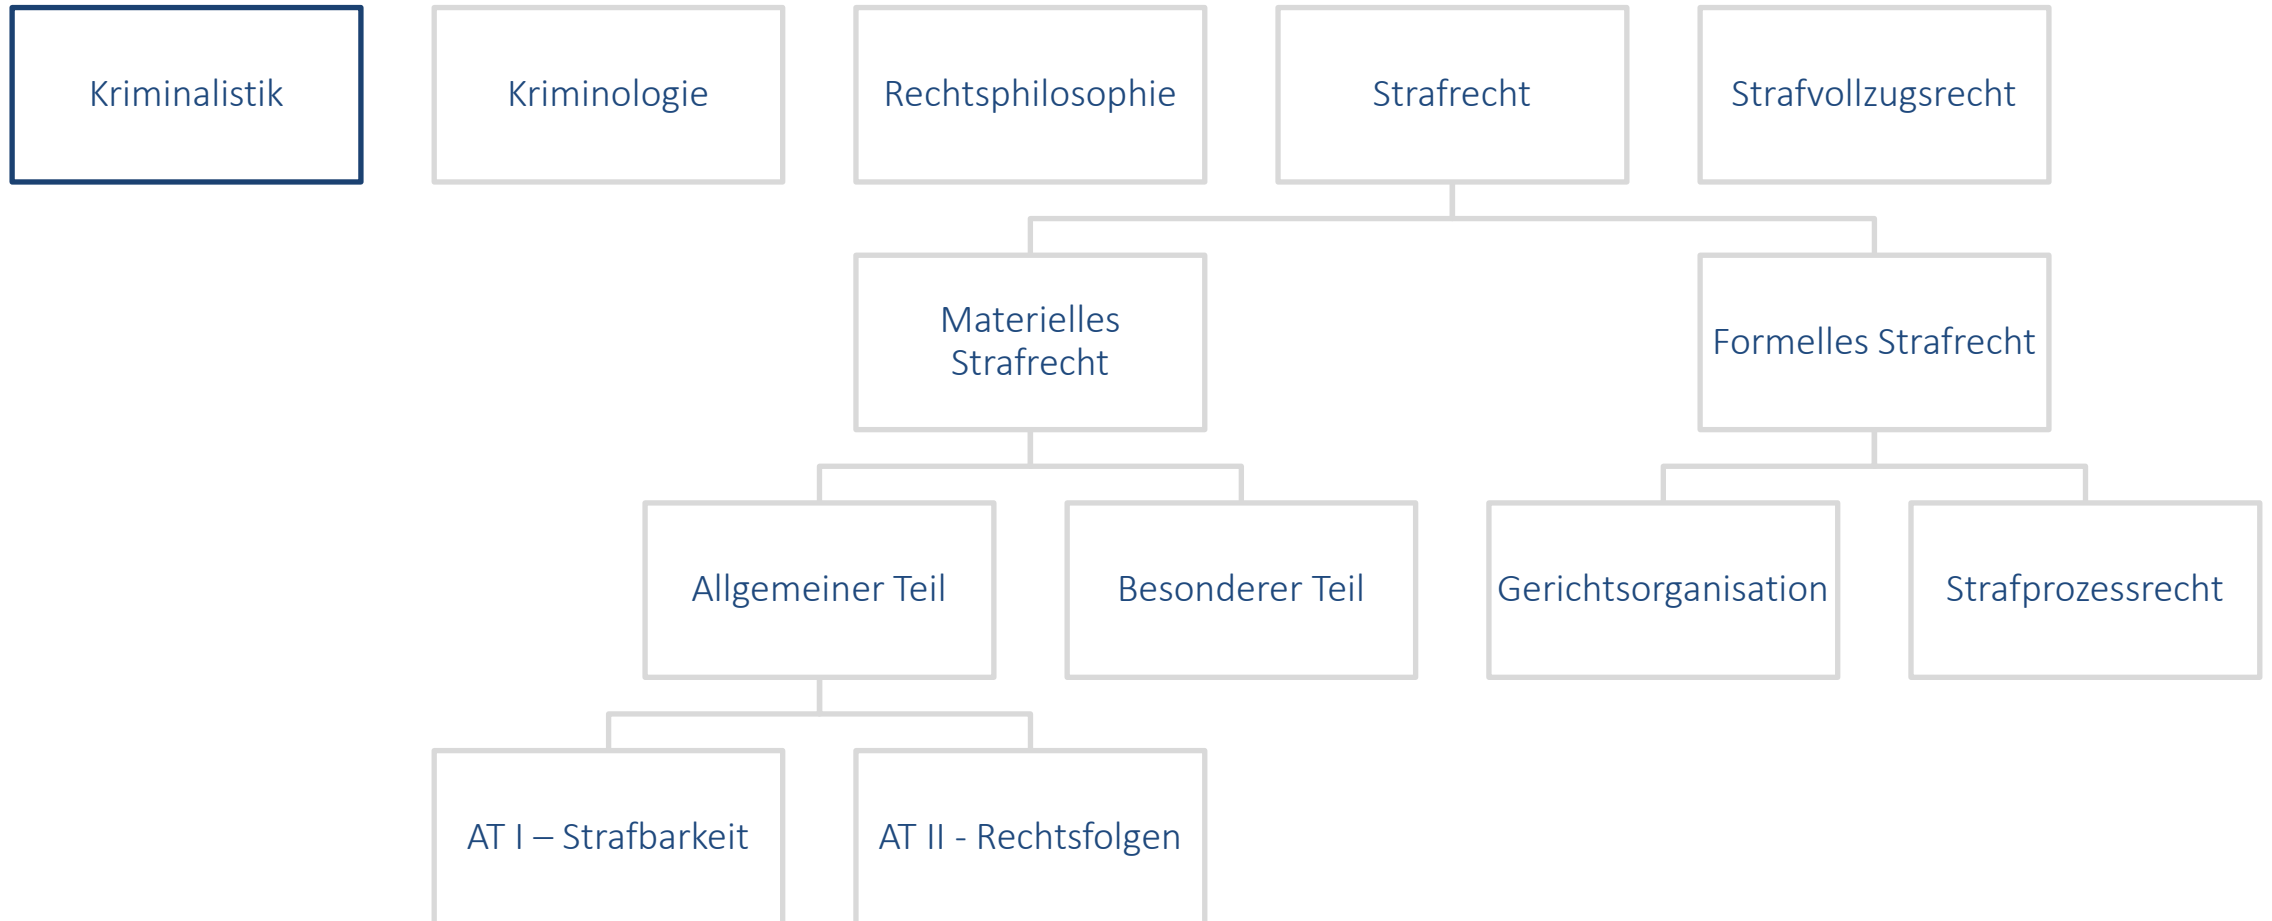 Kriminalistik
Kriminologie
Rechtsphilosophie
Strafrecht
Strafvollzugsrecht
Materielles
Strafrecht
Formelles Strafrecht
Allgemeiner Teil
Besonderer Teil
Gerichtsorganisation
Strafprozessrecht
AT I – Strafbarkeit
AT II - Rechtsfolgen